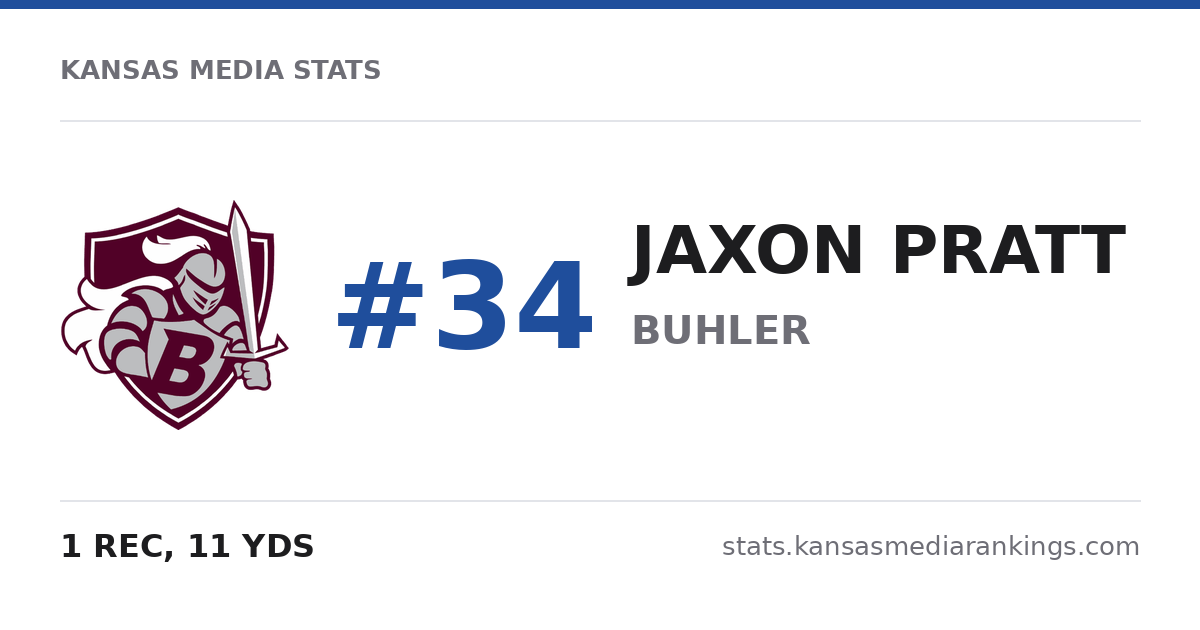 KANSAS MEDIA STATS
B
#34
JAXON PRATT
BUHLER
1 REC, 11 YDS
stats.kansasmediarankings.com